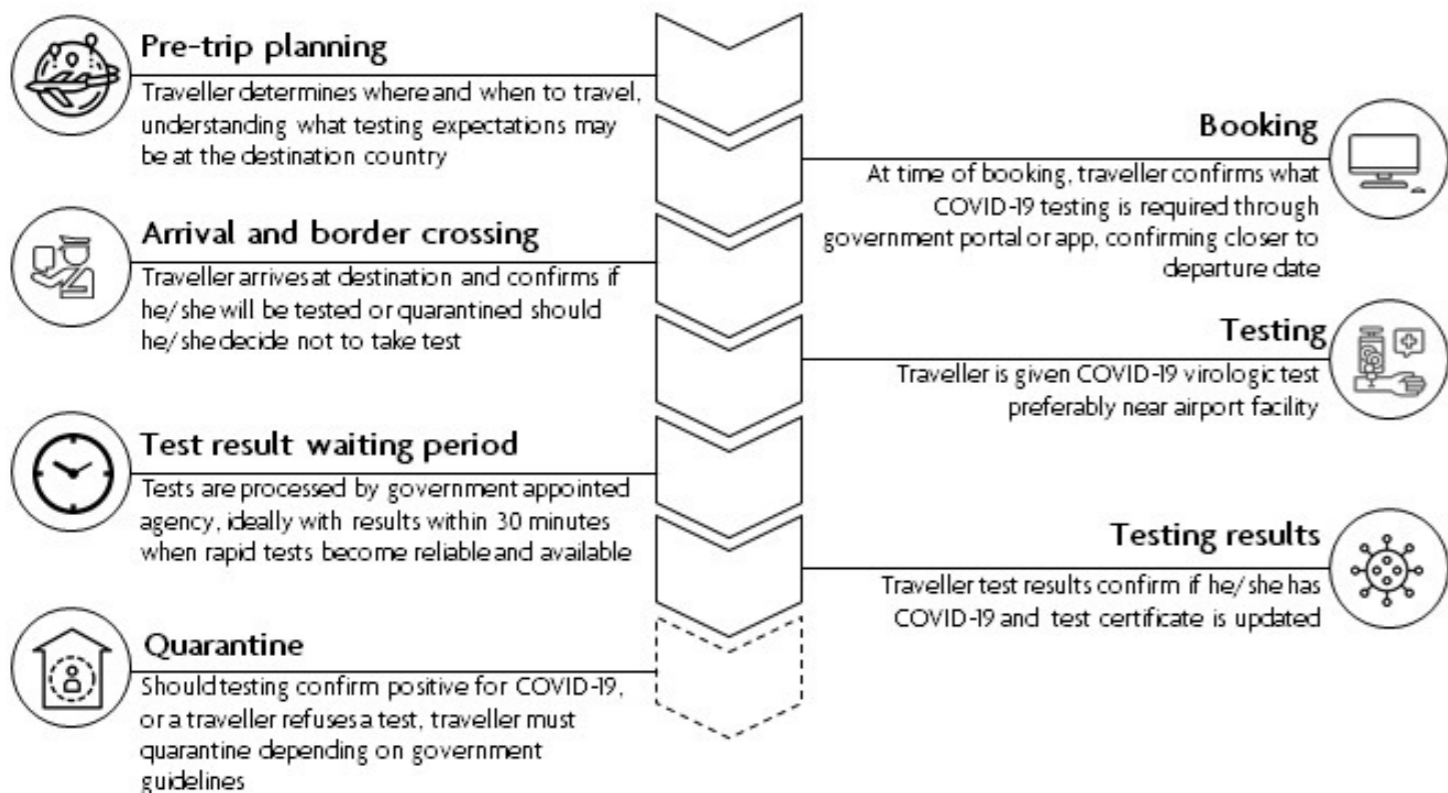 Pre-trip planning
Traveller determines where and when to travel,
understanding what testing expectations may
be at the destination country
Booking
At time of booking, traveller confirms what
COVID-19 testing is required through
government portal or app, confirming closer to
departure date
Arrival and border crossing
Traveller arrives at destination and confirms if
he/she will be tested or quarantined should
he/she decide not to take test
Testing
Traveller is given COVID-19 virologic test
preferably near airport facility
Test result waiting period
Tests are processed by government appointed
agency, ideally with results within 30 minutes
when rapid tests become reliable and available
Testing results
Traveller test results confirm if he/she has
COVID-19 and test certificate is updated
Quarantine
Should testing confirm positive for COVID-19,
or a traveller refuses a test, traveller must
quarantine depending on government
guidelines